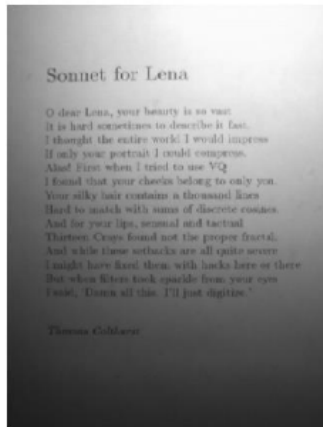 Sonnet for Lena
O dear Lena, your beauty is so vast
It is hard sometimes to describe it fast.
I thought the entire world I would impress
If only your portrait I could compress.
Alas! First when I tried to use VQ
I found that your cheeks belong to only you.
Your silky hair contains a thousand lines
Hard to match with sums of discrete cosines.
And for your lips, sensual and tactual
Thirteen Crays found not the proper fractal.
And while these setbacks are all quite severe
I might have fixed them with hacks here or there
But when filters took sparkle from your eyes
I said, 'Damn all this. I'll just digitize.'
Thomas Colthurst